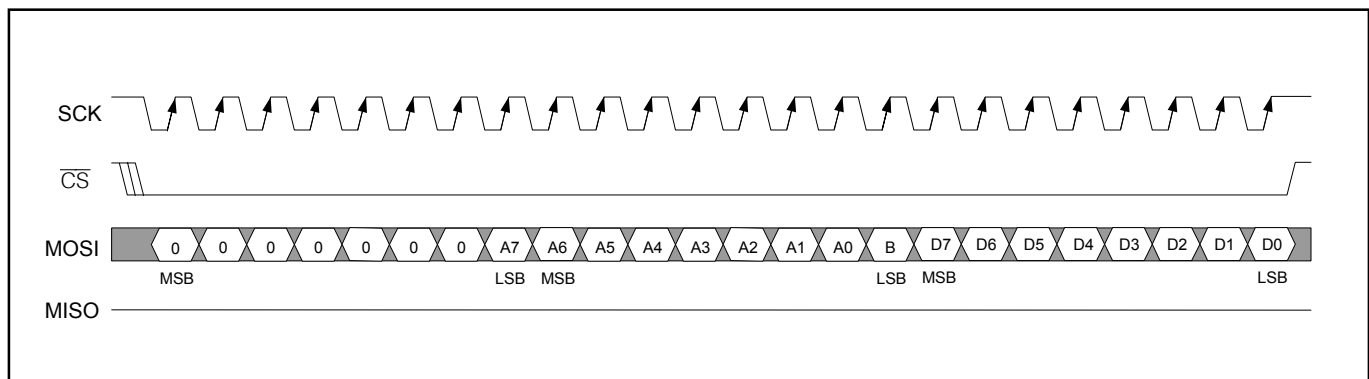 SCK
CS
MOSI 0 0 0 0 0 0 0 A7 A6 A5 A4 A3 A2 A1 A0 B D7 D6 D5 D4 D3 D2 D1 D0
MSB LSB MSB LSB MSB LSB
MISO